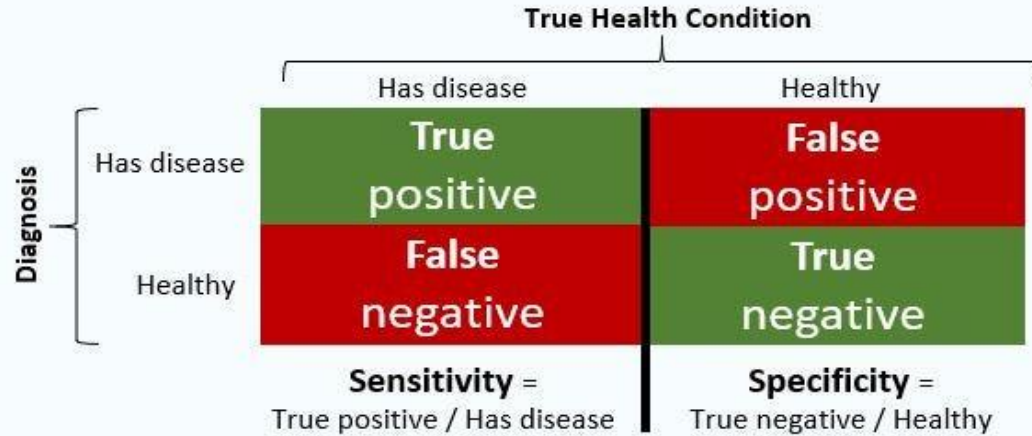 True Health Condition
Has disease
Healthy
Diagnosis
Has disease
True
positive
False
positive
Healthy
False
negative
True
negative
Sensitivity =
True positive / Has disease
Specificity =
True negative / Healthy